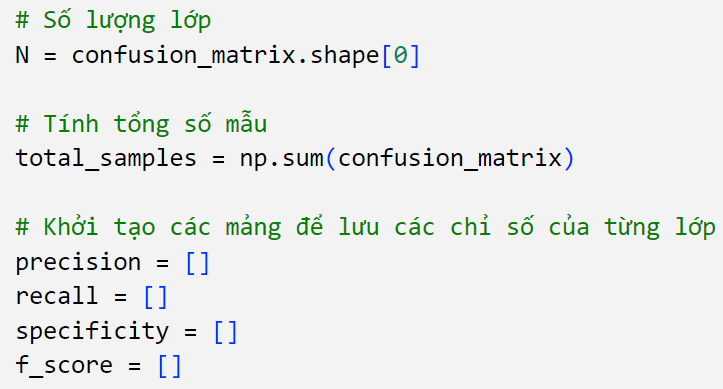 # Số lượng lớp
N = confusion_matrix.shape[0]
# Tính tổng số mẫu
total_samples = np.sum(confusion_matrix)
# Khởi tạo các mảng để lưu các chỉ số của từng lớp
precision = []
recall = []
specificity = []
f_score = []